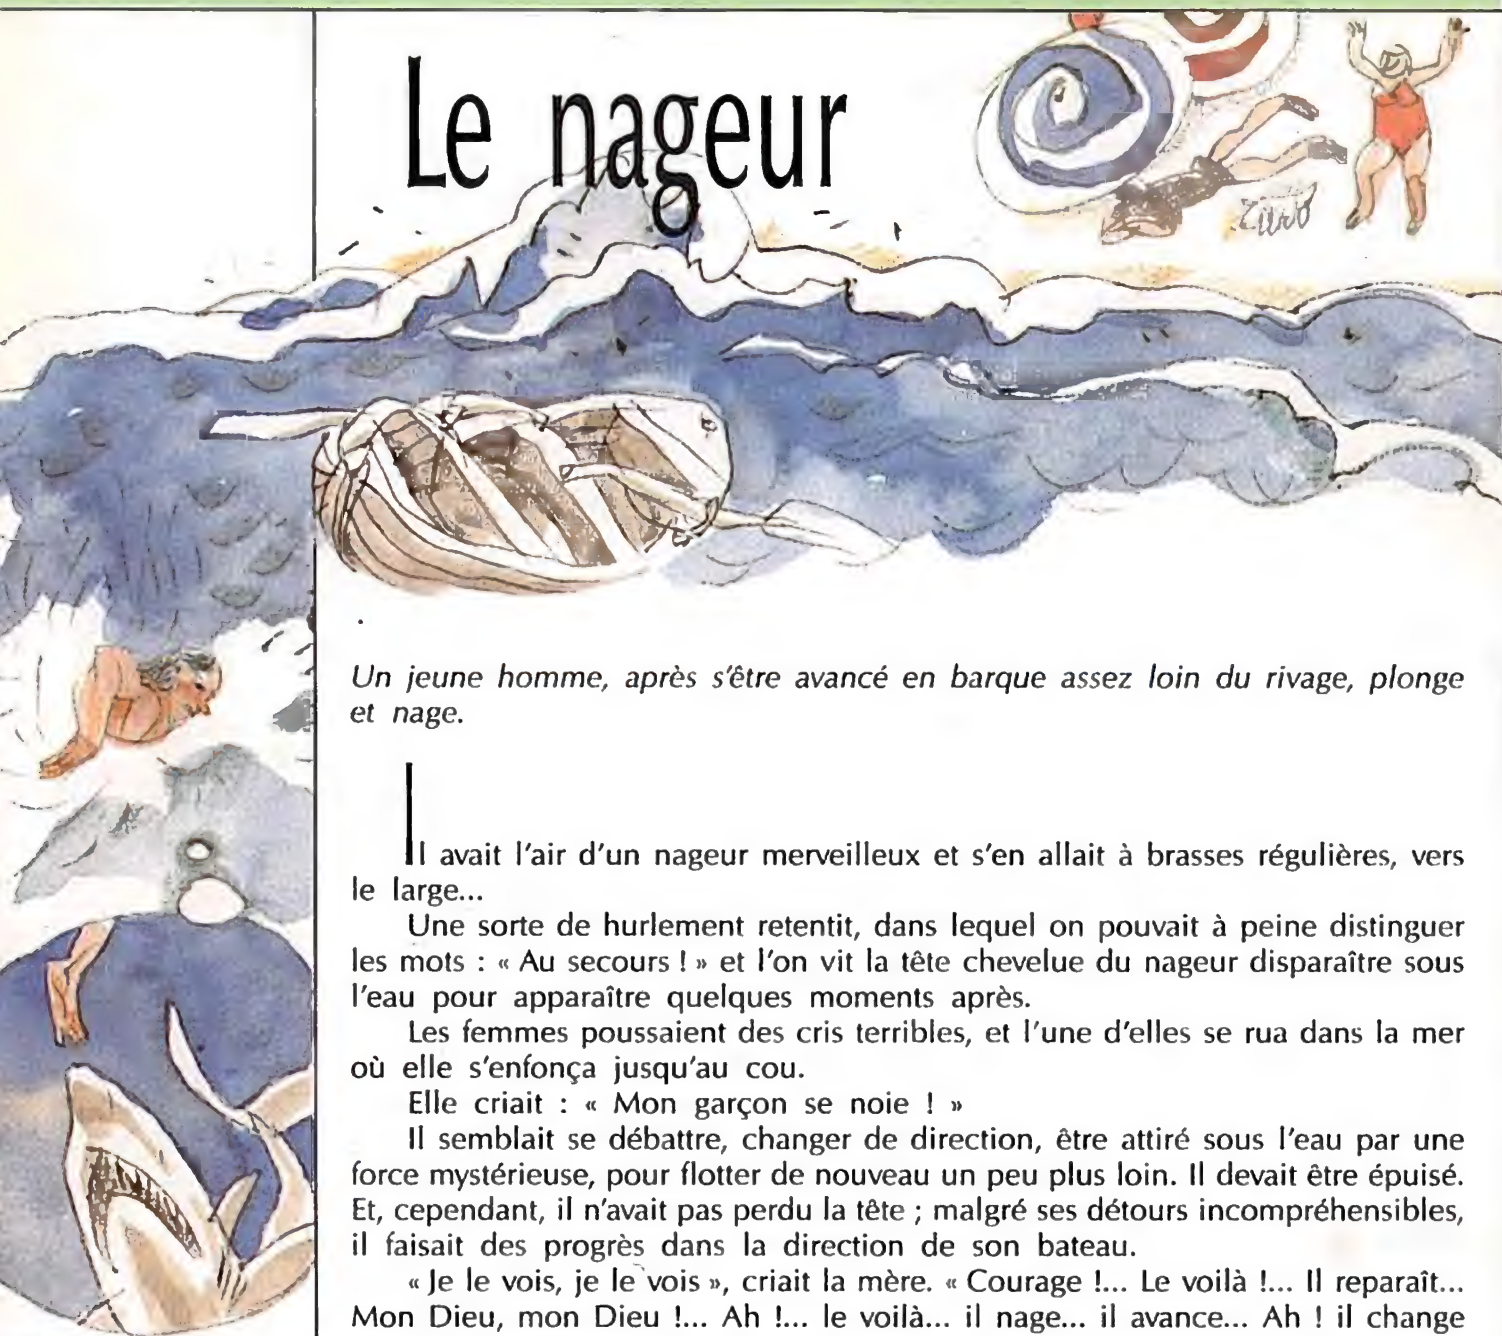 Le nageur
Un jeune homme, après s'être avancé en barque assez loin du rivage, plonge
et nage.
Il avait l'air d'un nageur merveilleux et s'en allait à brasses régulières, vers
le large...
Une sorte de hurlement retentit, dans lequel on pouvait à peine distinguer
les mots : « Au secours ! » et l'on vit la tête chevelue du nageur disparaître sous
l'eau pour apparaître quelques moments après.
Les femmes poussaient des cris terribles, et l'une d'elles se rua dans la mer
où elle s'enfonça jusqu'au cou.
Elle criait : « Mon garçon se noie ! »
Il semblait se débattre, changer de direction, être attiré sous l'eau par une
force mystérieuse, pour flotter de nouveau un peu plus loin. Il devait être épuisé.
Et, cependant, il n'avait pas perdu la tête ; malgré ses détours incompréhensibles,
il faisait des progrès dans la direction de son bateau.
« Je le vois, je le vois », criait la mère. « Courage !... Le voilà !... Il reparaît...
Mon Dieu, mon Dieu !... Ah !... le voilà... il nage... il avance... Ah ! il change